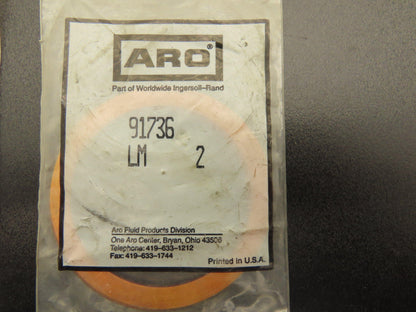 ARO®
Part of Worldwide Ingersoll-Rand
91736
LM 2
Aro Fluid Products Division
One Aro Center, Bryan, Ohio 43506
Telephone: 419-633-1212
Fax: 419-633-1744
Printed in U.S.A.